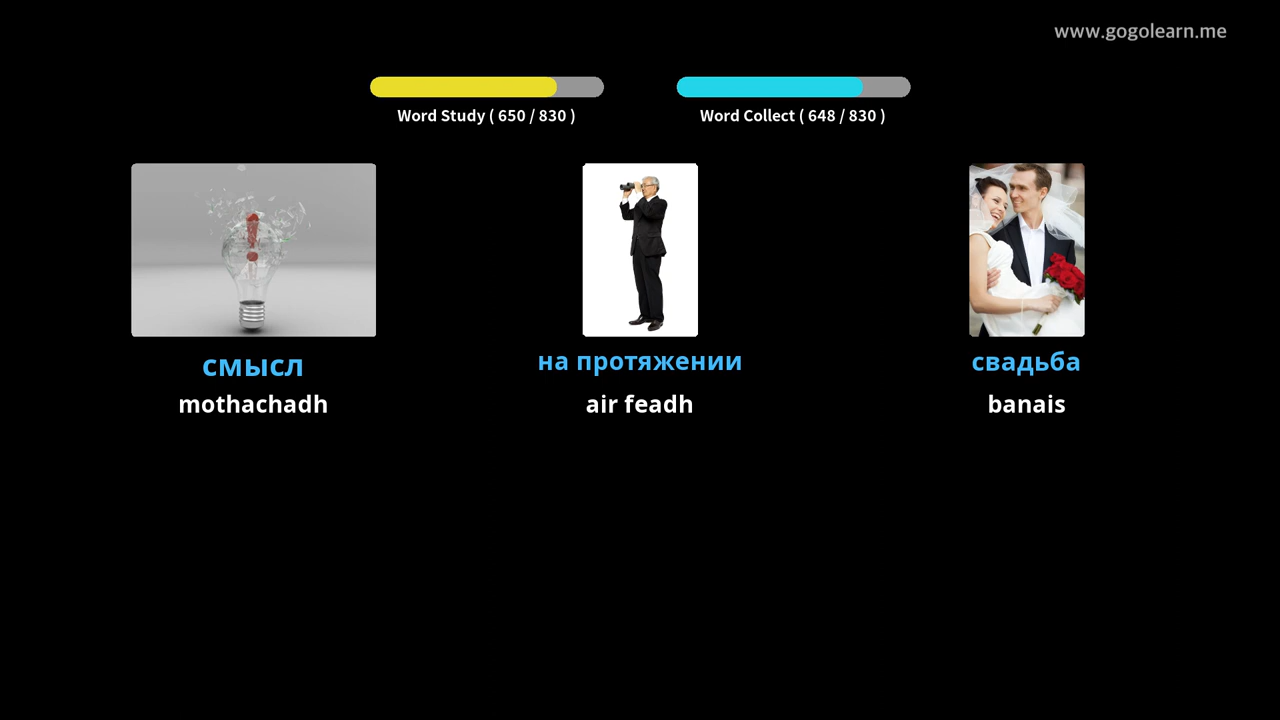 www.gogolearn.me
Word Study ( 650 / 830 )
Word Collect ( 648 / 830 )
смысл
на протяжении
свадьба
mothachadh
air feadh
banais